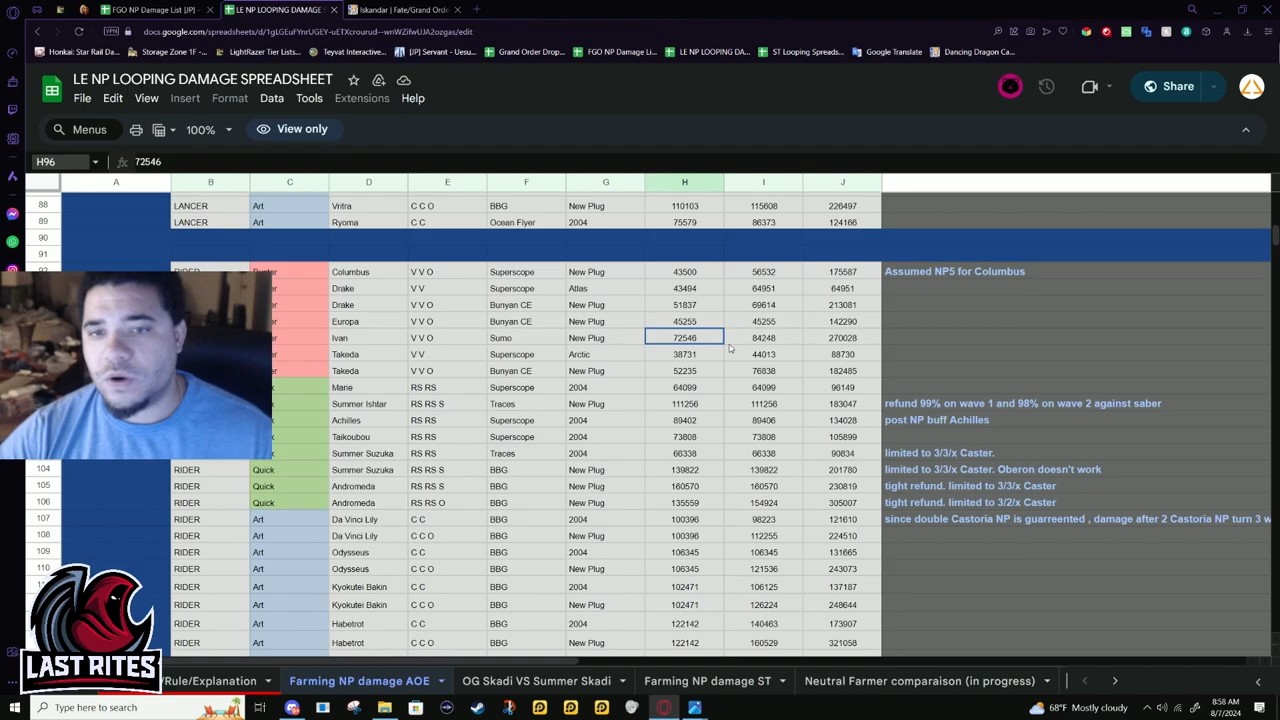 FGO NP Damage List [JP]
LE NP LOOPING DAMAGE S
Iskandar | Fate/Grand Order
VPN
docs.google.com/spreadsheets/d/
Honkai: Star Rail Da
Storage Zone 1F -
LightRazer Tier Lists
Teyvat Interactive
[JP] Servant - Uesu
Grand Order Drop
FGO NP Damage Li
LE NP LOOPING DA
ST Looping Spreads
Google Translate
Dancing Dragon Ca
LE NP LOOPING DAMAGE SPREADSHEET
Share
File Edit View Insert Format Data Tools Extensions Help
Menus 100% View only
H96 fx 72546
A B C D E F G H I J
88 LANCER Art Vritra C C O BBG New Plug 110103 115608 226497
89 LANCER Art Ryoma C C Ocean Flyer 2004 75579 86373 124166
90
91
Columbus V V O Superscope New Plug 43500 56532 175587 Assumed NP5 for Columbus
Drake V V Superscope Atlas 43494 64951 64951
Drake V V O Bunyan CE New Plug 51837 69614 213081
Europa V V O Bunyan CE New Plug 45255 45255 142290
Ivan V V O Sumo New Plug 72546 84248 270028
Takeda V V Superscope Arctic 38731 44013 88730
Takeda V V O Bunyan CE New Plug 52235 76838 182485
Marie RS RS Superscope 2004 64099 64099 96149
Summer Ishtar RS RS S Traces New Plug 111256 111256 183047 refund 99% on wave 1 and 98% on wave 2 against saber
Achilles RS RS Superscope 2004 89402 89406 134028 post NP buff Achilles
Taikoubou RS RS Superscope 2004 73808 73808 105899
Summer Suzuka RS RS Traces 2004 66338 66338 90834 limited to 3/3/x Caster.
104 RIDER Quick Summer Suzuka RS RS S BBG New Plug 139822 139822 201780 limited to 3/3/x Caster. Oberon doesn't work
105 RIDER Quick Andromeda RS RS S BBG New Plug 160570 160570 230819 tight refund. limited to 3/3/x Caster
106 RIDER Quick Andromeda RS RS O BBG New Plug 135559 154924 305007 tight refund. limited to 3/2/x Caster
107 RIDER Art Da Vinci Lily C C BBG 2004 100396 98223 121610 since double Castoria NP is guarreented , damage after 2 Castoria NP turn 3 w
108 RIDER Art Da Vinci Lily C C O BBG New Plug 100396 112255 224510
109 RIDER Art Odysseus C C BBG 2004 106345 106345 131665
110 RIDER Art Odysseus C C O BBG New Plug 106345 121536 243073
RIDER Art Kyokutei Bakin C C BBG 2004 102471 106125 137187
RIDER Art Kyokutei Bakin C C O BBG New Plug 102471 126224 248644
RIDER Art Habetrot C C BBG 2004 122142 140463 173907
RIDER Art Habetrot C C O BBG New Plug 122142 160529 321058
LAST RITES
/Rule/Explanation Farming NP damage AOE OG Skadi VS Summer Skadi Farming NP damage ST Neutral Farmer comparaison (in progress)
Type here to search
68°F Mostly cloudy
8:58 AM
8/7/2024